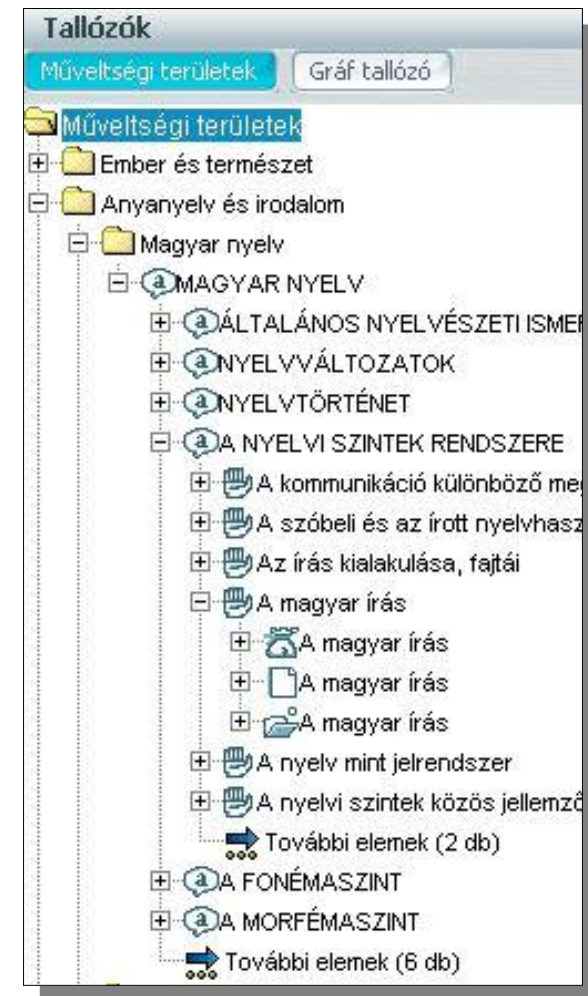 Tallózók
Műveltségi területek Gráf tallózó
Műveltségi területek
Ember és természet
Anyanyelv és irodalom
Magyar nyelv
MAGYAR NYELV
ÁLTALÁNOS NYELVÉSZETI ISMER
NYELVVÁLTOZATOK
NYELVTÖRTÉNET
A NYELVI SZINTEK RENDSZERE
A kommunikáció különböző meg
A szóbeli és az írott nyelvhasz
Az írás kialakulása, fajtái
A magyar írás
A magyar írás
A magyar írás
A magyar írás
A nyelv mint jelrendszer
A nyelvi szintek közös jellemző
További elemek (2 db)
A FONÉMASZINT
A MORFÉMASZINT
További elemek (6 db)